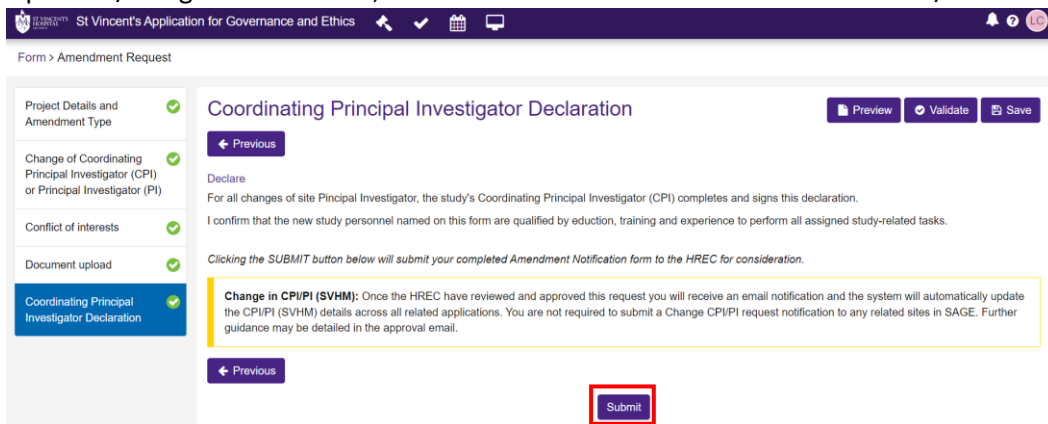 ST VINCENT'S
HOSPITAL
St Vincent's Application for Governance and Ethics
LC
Form > Amendment Request
Project Details and
Amendment Type
Change of Coordinating
Principal Investigator (CPI)
or Principal Investigator (PI)
Conflict of interests
Document upload
Coordinating Principal
Investigator Declaration
Coordinating Principal Investigator Declaration
Preview
Validate
Save
Previous
Declare
For all changes of site Pincipal Investigator, the study's Coordinating Principal Investigator (CPI) completes and signs this declaration.
I confirm that the new study personnel named on this form are qualified by eduction, training and experience to perform all assigned study-related tasks.
Clicking the SUBMIT button below will submit your completed Amendment Notification form to the HREC for consideration.
Change in CPI/PI (SVHM): Once the HREC have reviewed and approved this request you will receive an email notification and the system will automatically update
the CPI/PI (SVHM) details across all related applications. You are not required to submit a Change CPI/PI request notification to any related sites in SAGE. Further
guidance may be detailed in the approval email.
Previous
Submit